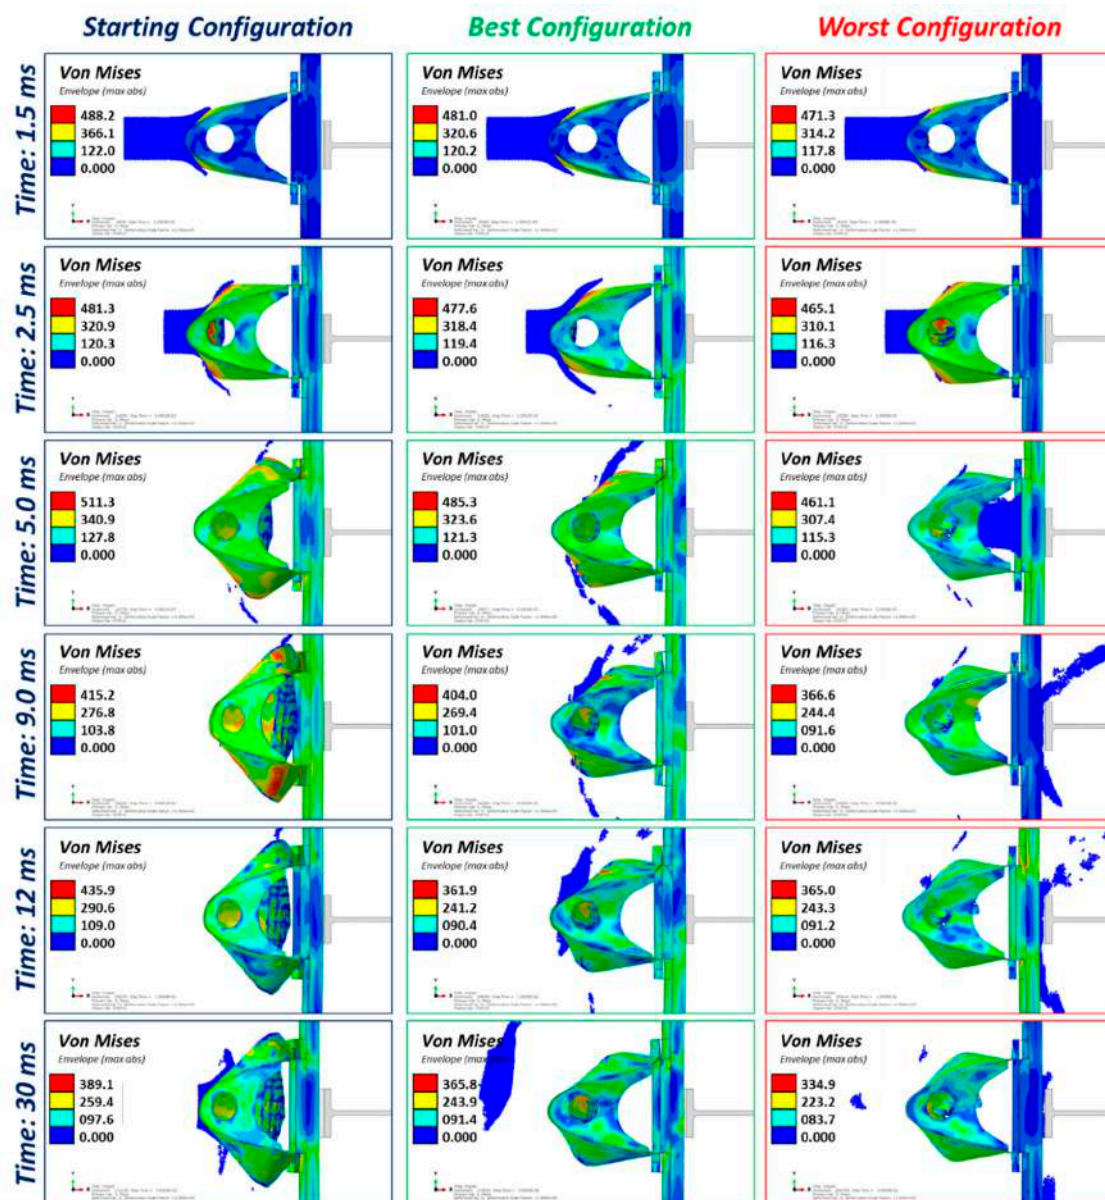 Starting Configuration
Best Configuration
Worst Configuration
Time: 1.5 ms
Von Mises
Envelope (max abs)
488.2
366.1
122.0
0.000
Von Mises
Envelope (max abs)
481.0
320.6
120.2
0.000
Von Mises
Envelope (max abs)
471.3
314.2
117.8
0.000
Time: 2.5 ms
Von Mises
Envelope (max abs)
481.3
320.9
120.3
0.000
Von Mises
Envelope (max abs)
477.6
318.4
119.4
0.000
Von Mises
Envelope (max abs)
465.1
310.1
116.3
0.000
Time: 5.0 ms
Von Mises
Envelope (max abs)
511.3
340.9
127.8
0.000
Von Mises
Envelope (max abs)
485.3
323.6
121.3
0.000
Von Mises
Envelope (max abs)
461.1
307.4
115.3
0.000
Time: 9.0 ms
Von Mises
Envelope (max abs)
415.2
276.8
103.8
0.000
Von Mises
Envelope (max abs)
404.0
269.4
101.0
0.000
Von Mises
Envelope (max abs)
366.6
244.4
091.6
0.000
Time: 12 ms
Von Mises
Envelope (max abs)
435.9
290.6
109.0
0.000
Von Mises
Envelope (max abs)
361.9
241.2
090.4
0.000
Von Mises
Envelope (max abs)
365.0
243.3
091.2
0.000
Time: 30 ms
Von Mises
Envelope (max abs)
389.1
259.4
097.6
0.000
Von Mises
Envelope (max abs)
365.8
243.9
091.4
0.000
Von Mises
Envelope (max abs)
334.9
223.2
083.7
0.000